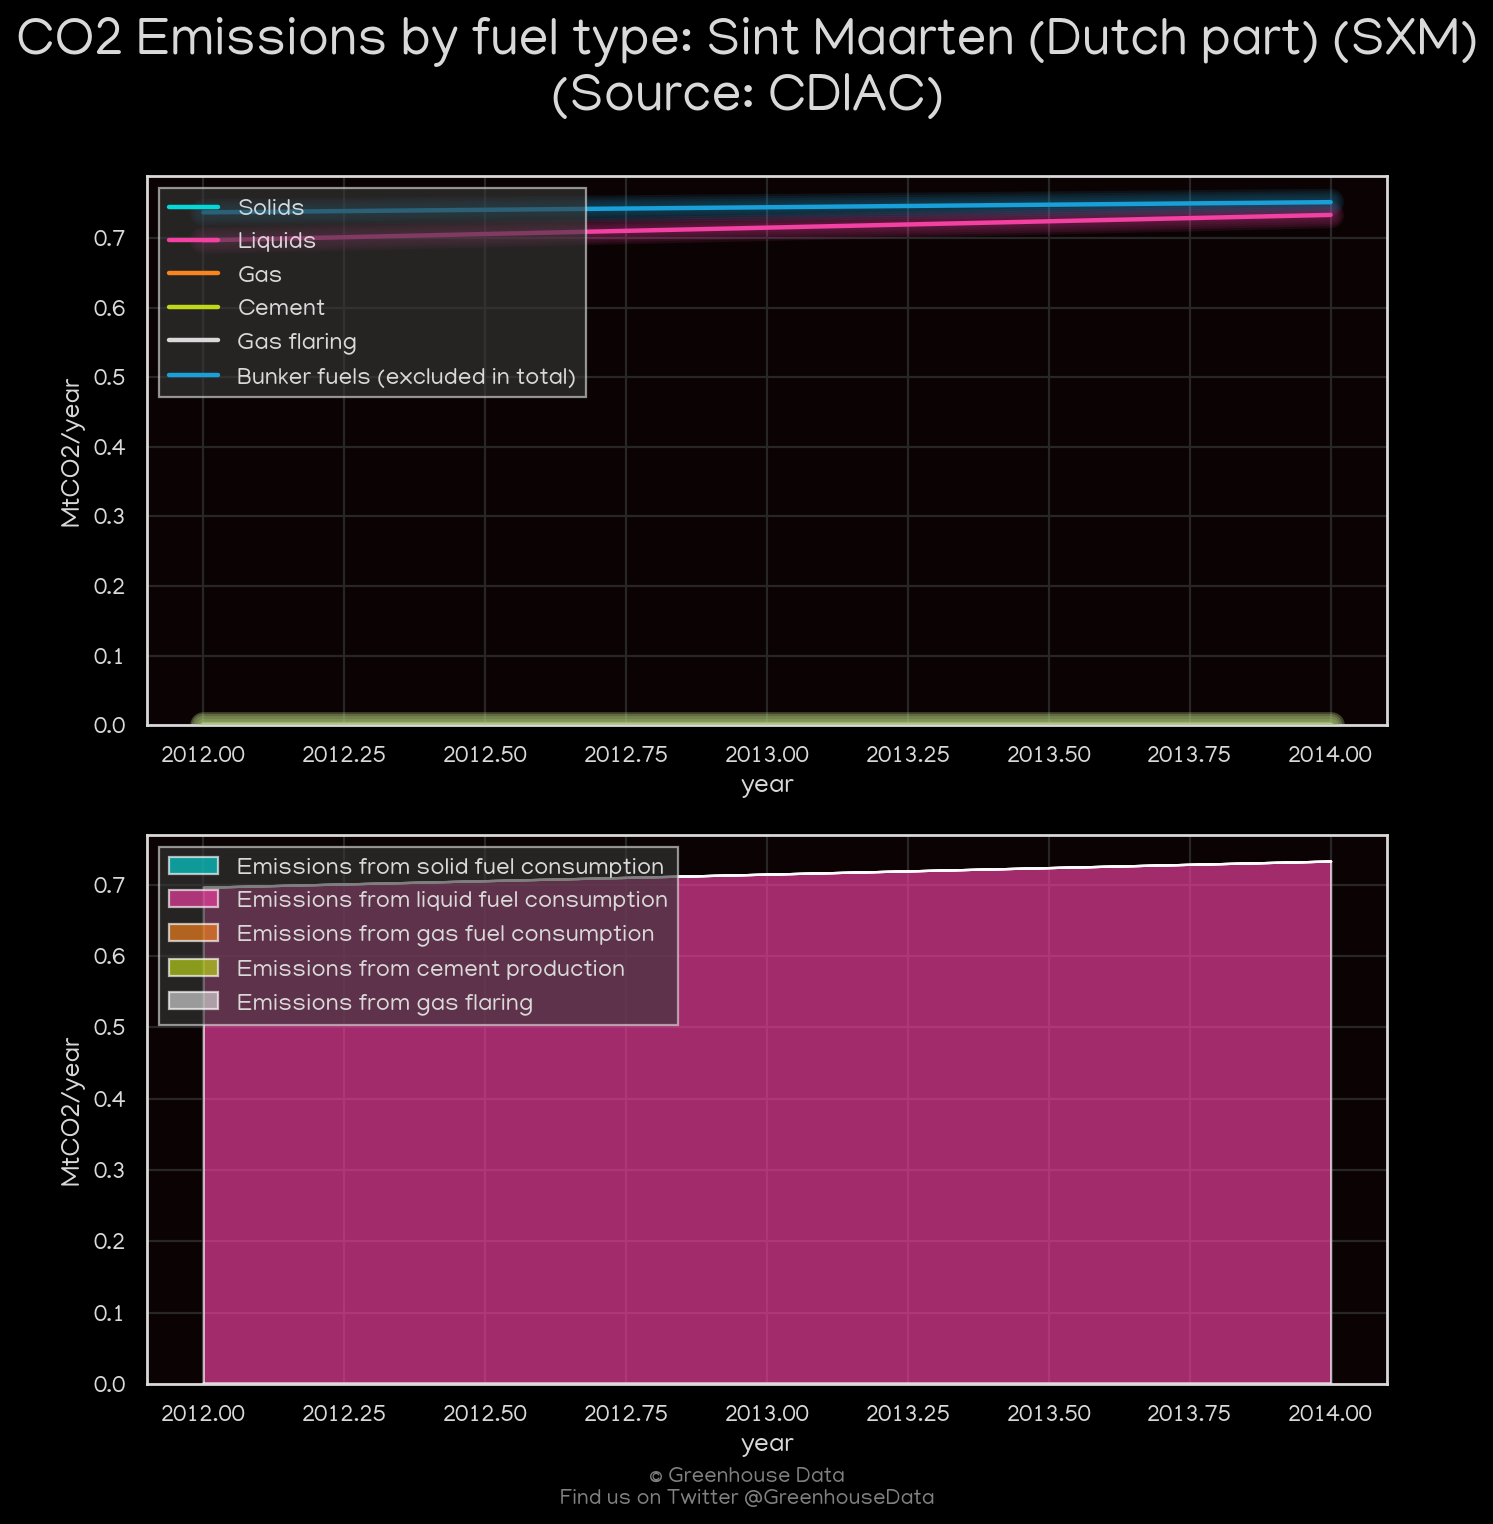 CO2 Emissions by fuel type: Sint Maarten (Dutch part) (SXM)
(Source: CDIAC)
Solids
Liquids
Gas
Cement
Gas flaring
Bunker fuels (excluded in total)
MtCO2/year
0.7
0.6
0.5
0.4
0.3
0.2
0.1
0.0
2012.00 2012.25 2012.50 2012.75 2013.00 2013.25 2013.50 2013.75 2014.00
year
Emissions from solid fuel consumption
Emissions from liquid fuel consumption
Emissions from gas fuel consumption
Emissions from cement production
Emissions from gas flaring
MtCO2/year
0.7
0.6
0.5
0.4
0.3
0.2
0.1
0.0
2012.00 2012.25 2012.50 2012.75 2013.00 2013.25 2013.50 2013.75 2014.00
year
© Greenhouse Data
Find us on Twitter @GreenhouseData